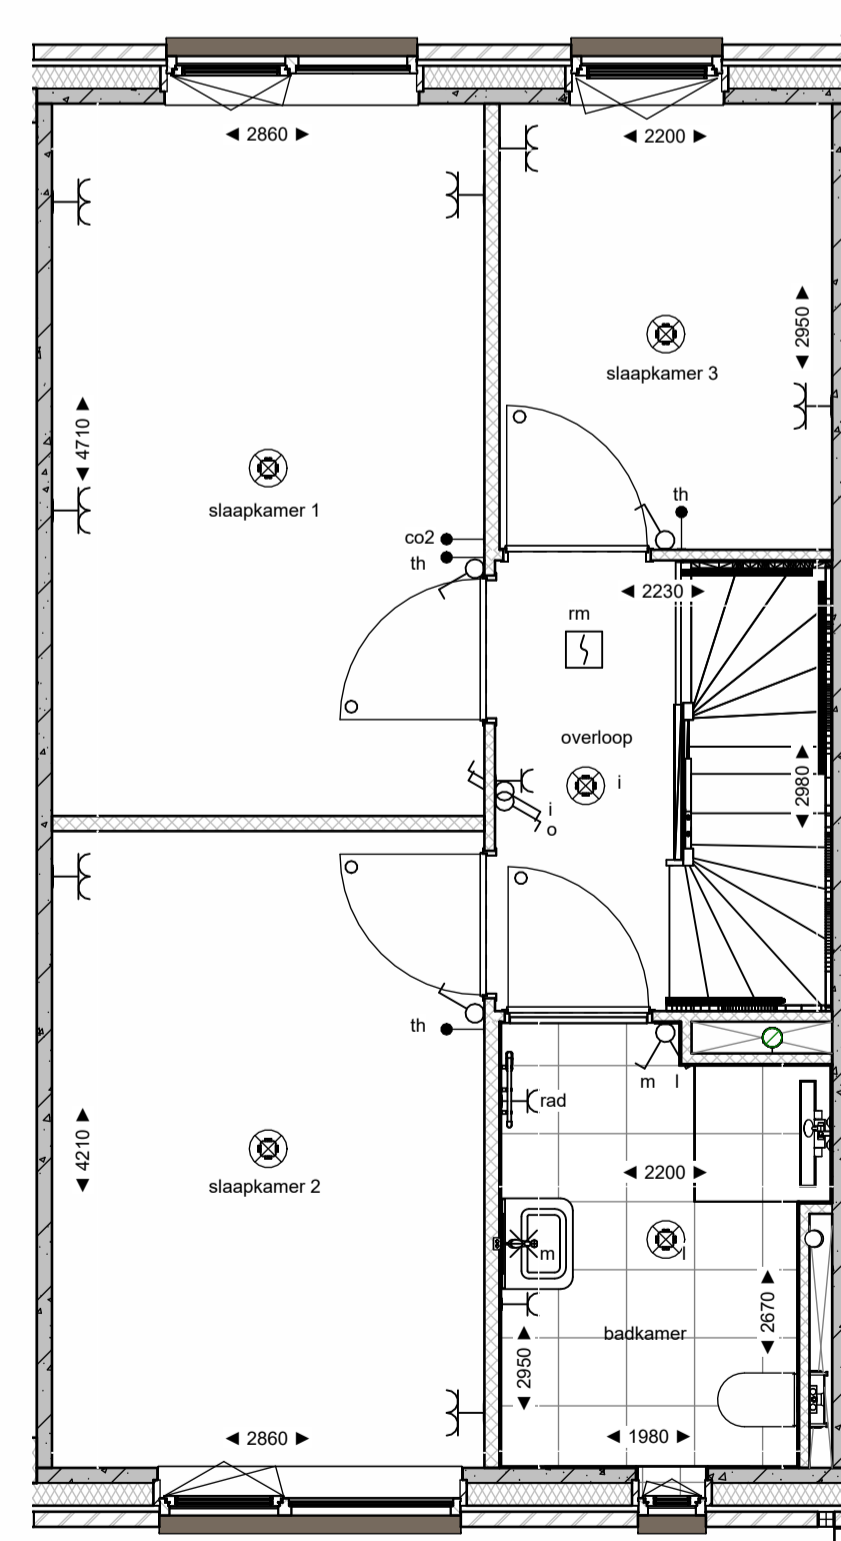 2860
2200
2950
slaapkamer 3
4710
slaapkamer 1
th
co2
th
2230
rm
overloop
i
2980
i
o
th
m l
rad
4210
2200
slaapkamer 2
m
l
2670
badkamer
2950
2860
1980